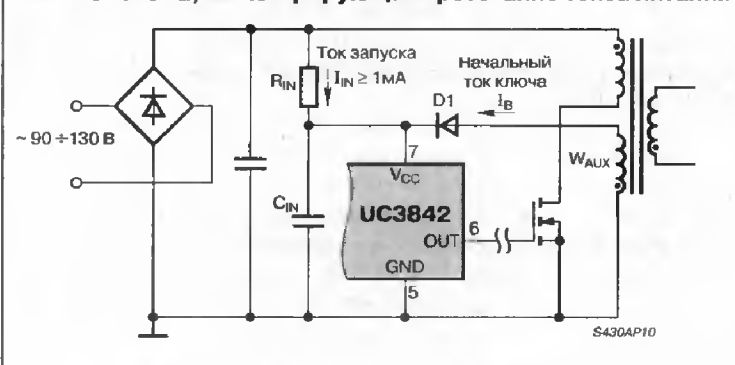 Ток запуска
I_IN ≥ 1мА
R_IN
Начальный
ток ключа
I_B
D1
~ 90 ÷130 В
7
V_CC
W_AUX
C_IN
UC3842
6
OUT
GND
5
S430AP10